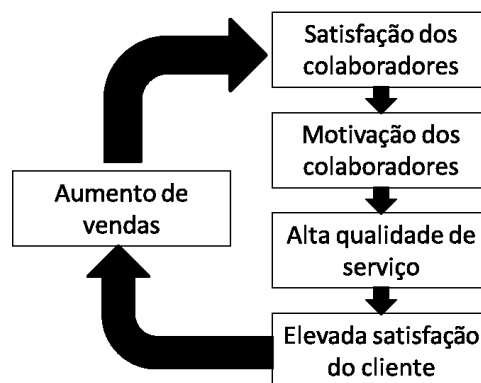 Satisfação dos
colaboradores
Motivação dos
colaboradores
Aumento de
vendas
Alta qualidade de
serviço
Elevada satisfação
do cliente